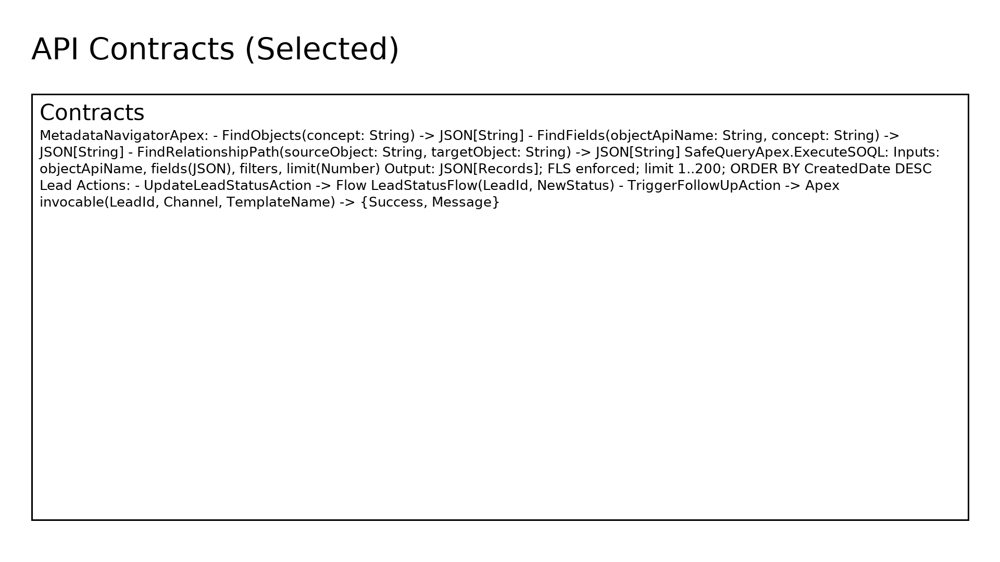 API Contracts (Selected)
Contracts
MetadataNavigatorApex: - FindObjects(concept: String) -> JSON[String] - FindFields(objectApiName: String, concept: String) ->
JSON[String] - FindRelationshipPath(sourceObject: String, targetObject: String) -> JSON[String] SafeQueryApex.ExecuteSOQL: Inputs:
objectApiName, fields(JSON), filters, limit(Number) Output: JSON[Records]; FLS enforced; limit 1..200; ORDER BY CreatedDate DESC
Lead Actions: - UpdateLeadStatusAction -> Flow LeadStatusFlow(LeadId, NewStatus) - TriggerFollowUpAction -> Apex
invocable(LeadId, Channel, TemplateName) -> {Success, Message}